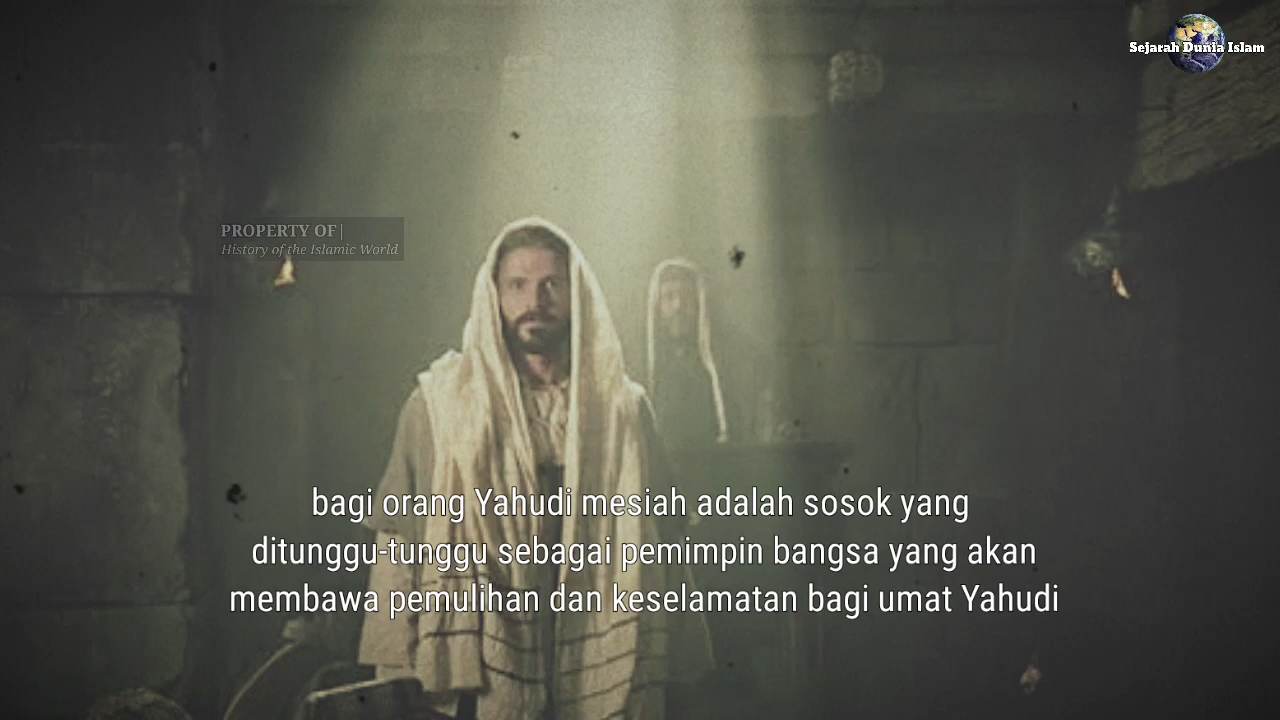 Sejarah Dunia Islam
PROPERTY OF|
History of the Islamic World
bagi orang Yahudi mesiah adalah sosok yang
ditunggu-tunggu sebagai pemimpin bangsa yang akan
membawa pemulihan dan keselamatan bagi umat Yahudi